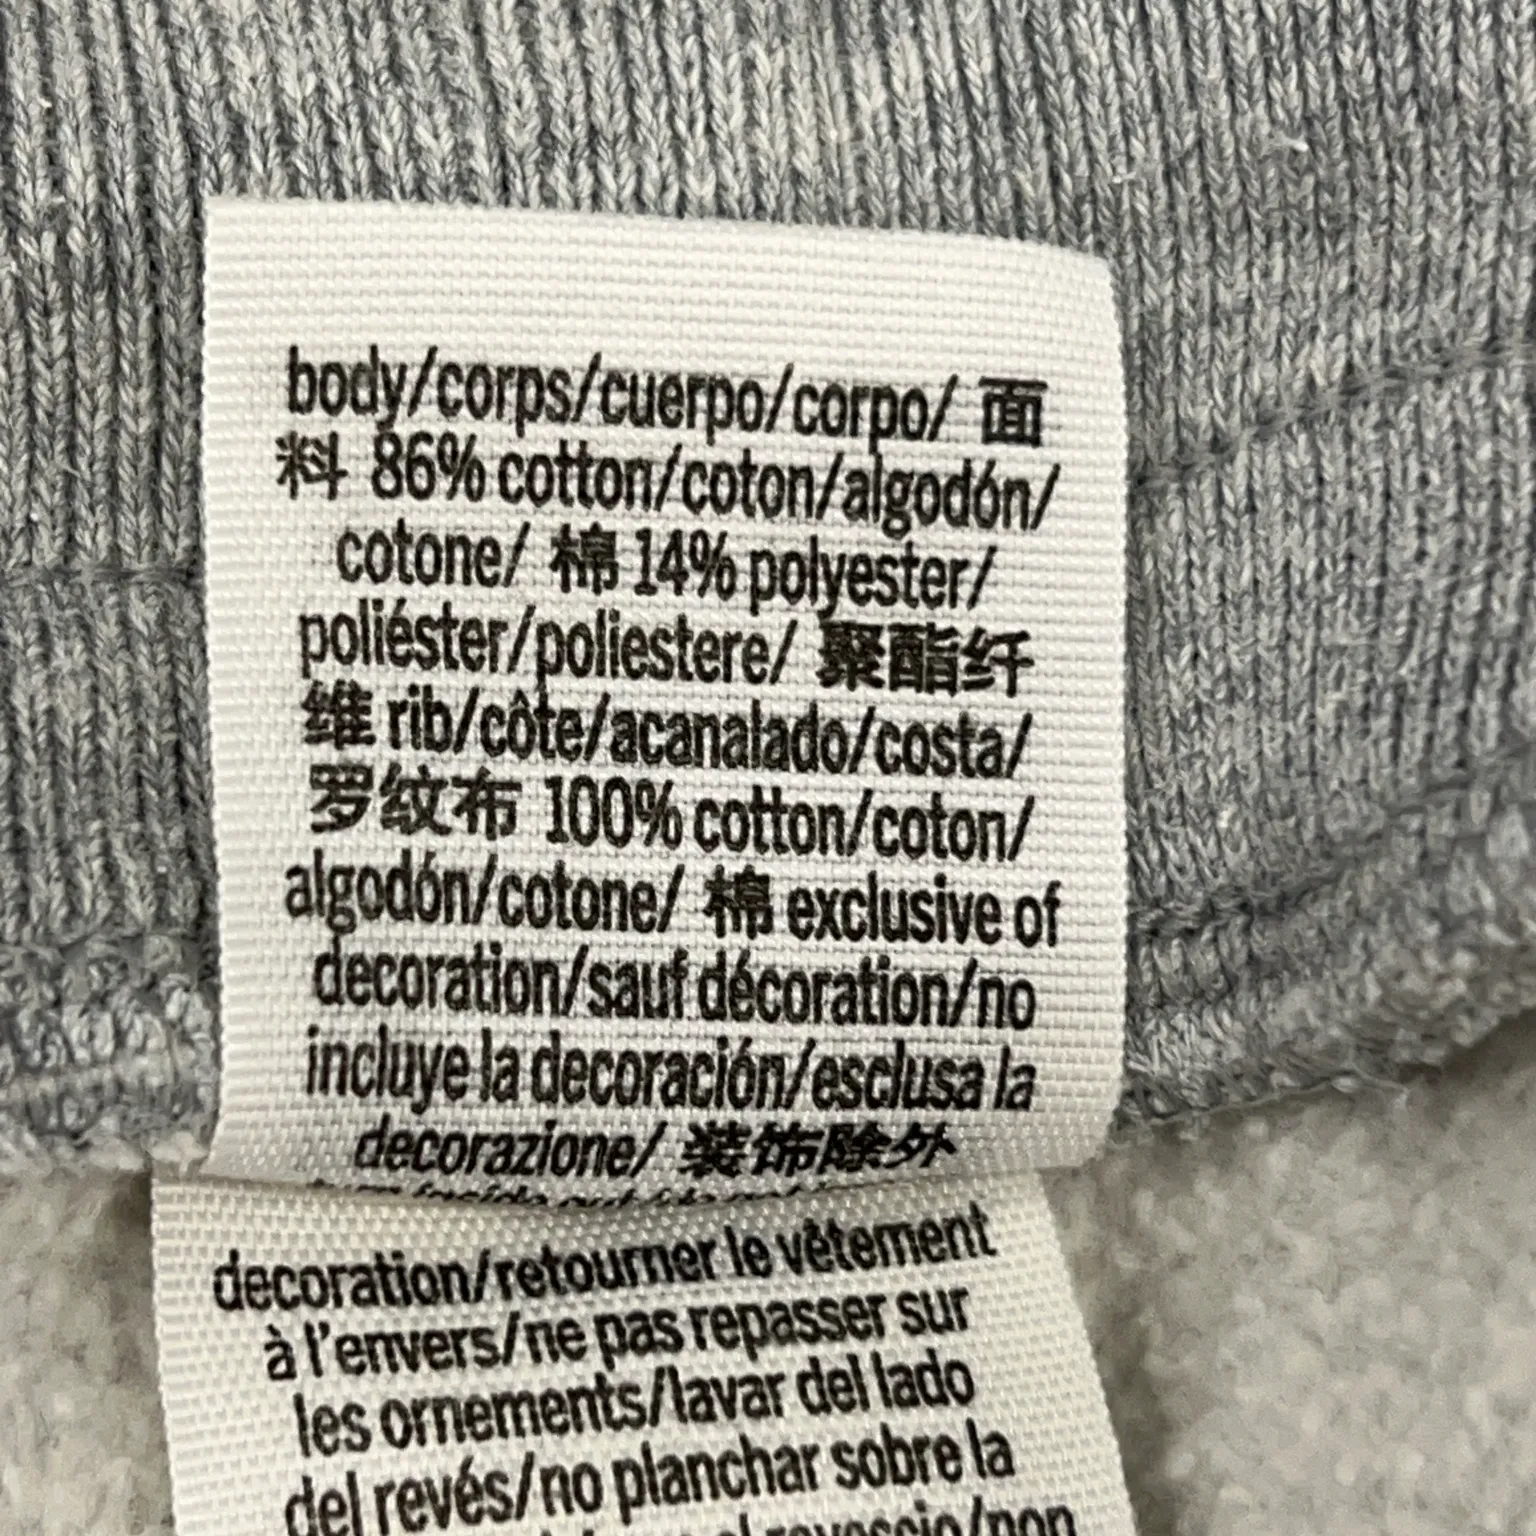 body/corps/cuerpo/corpo/ 面
料 86% cotton/coton/algodón/
cotone/ 棉 14% polyester/
poliéster/poliestere/ 聚酯纤
维 rib/côte/acanalado/costa/
罗纹布 100% cotton/coton/
algodón/cotone/ 棉 exclusive of
decoration/sauf décoration/no
incluye la decoración/esclusa la
decorazione/ 装饰除外
decoration/retourner le vêtement
à l'envers/ne pas repasser sur
les ornements/lavar del lado
del revés/no planchar sobre la
rovescio/non